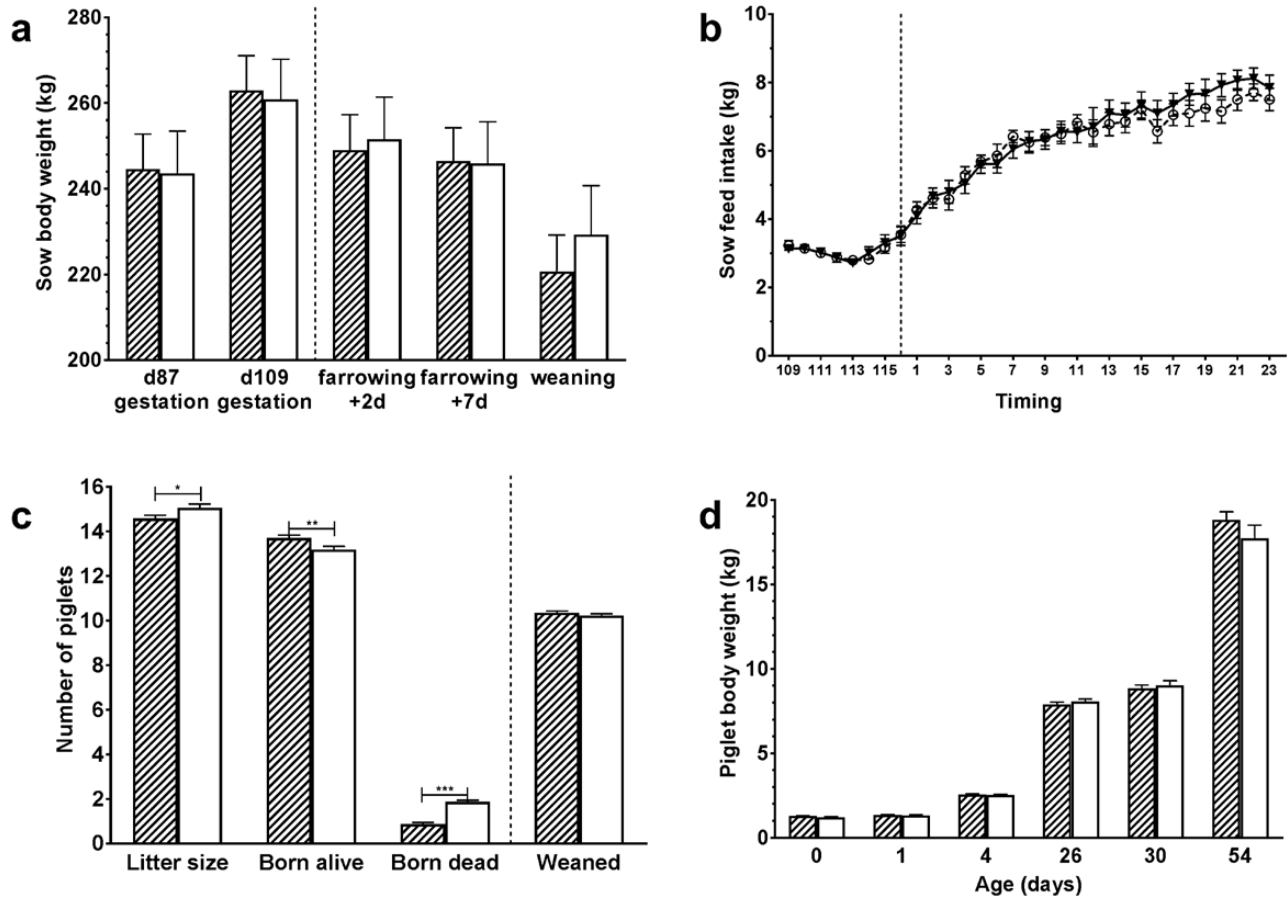 a
Sow body weight (kg)
280
260
240
220
200
d87 gestation
d109 gestation
farrowing +2d
farrowing +7d
weaning
b
Sow feed intake (kg)
10
8
6
4
2
0
109 111 113 115 1 3 5 7 9 11 13 15 17 19 21 23
Timing
c
Number of piglets
16
14
12
10
8
6
4
2
0
*
**
***
Litter size Born alive Born dead Weaned
d
Piglet body weight (kg)
20
15
10
5
0
0 1 4 26 30 54
Age (days)